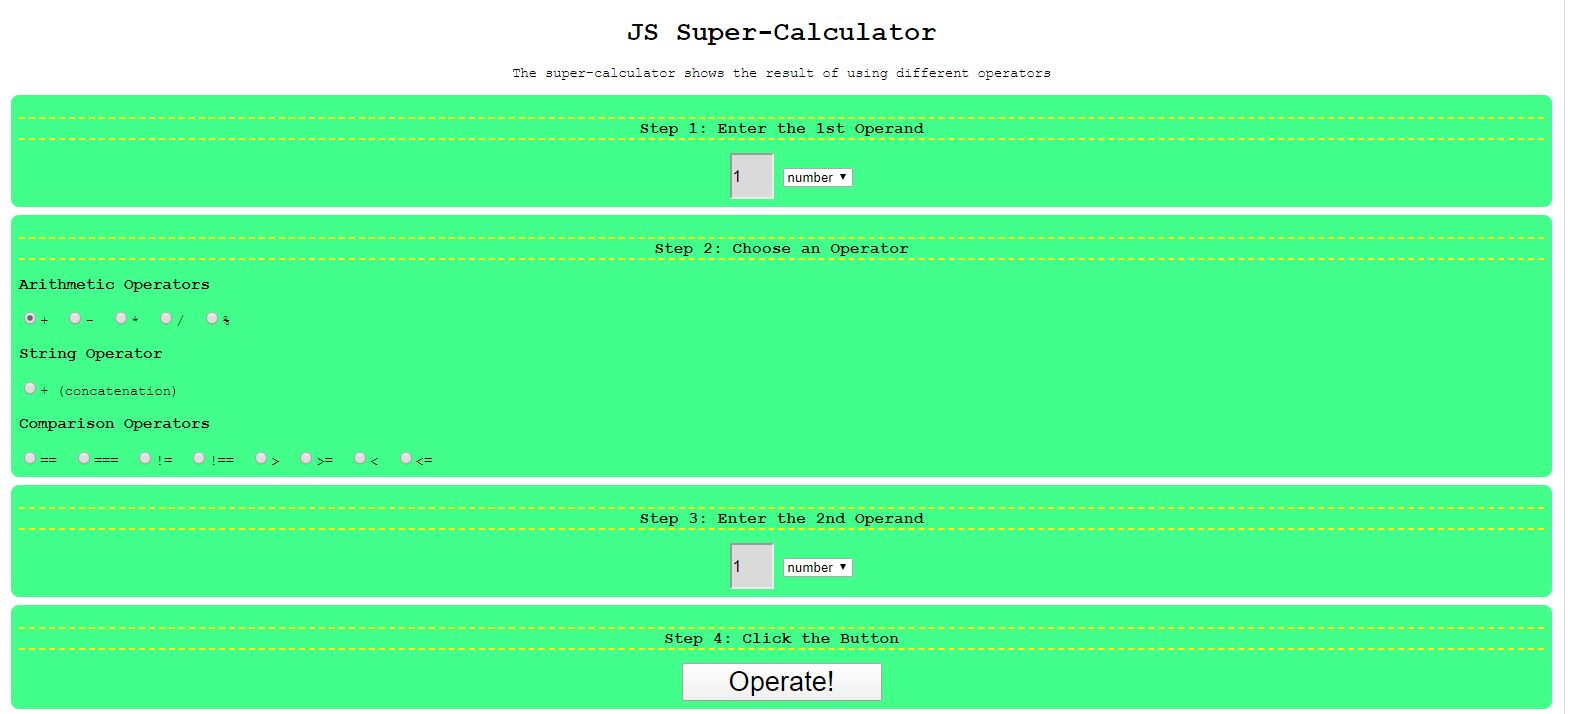 JS Super-Calculator
The super-calculator shows the result of using different operators
Step 1: Enter the 1st Operand
1 number
Step 2: Choose an Operator
Arithmetic Operators
+ - * / %
String Operator
+ (concatenation)
Comparison Operators
== === != !== > >= < <=
Step 3: Enter the 2nd Operand
1 number
Step 4: Click the Button
Operate!